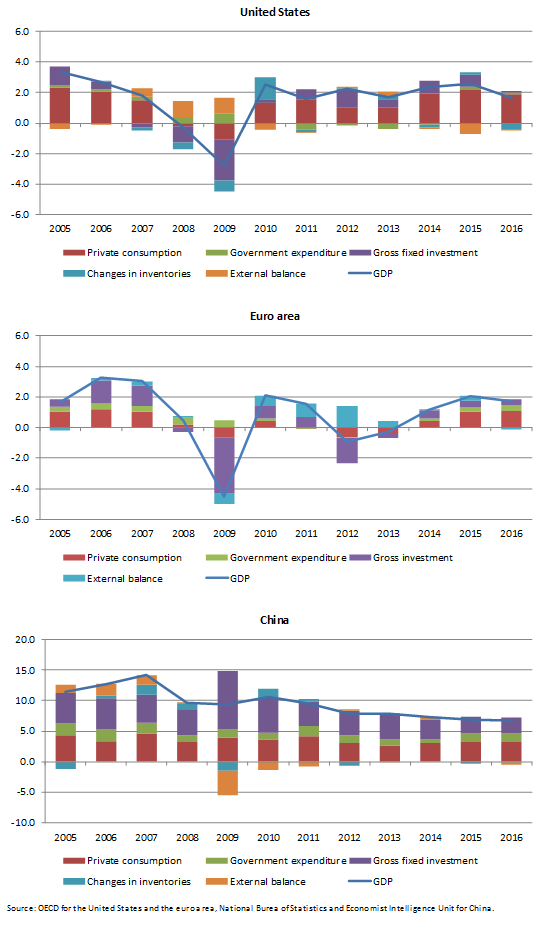 United States
6.0
4.0
2.0
0.0
-2.0
-4.0
-6.0
2005 2006 2007 2008 2009 2010 2011 2012 2013 2014 2015 2016
Private consumption Government expenditure Gross fixed investment
Changes in inventories External balance GDP
Euro area
6.0
4.0
2.0
0.0
-2.0
-4.0
-6.0
2005 2006 2007 2008 2009 2010 2011 2012 2013 2014 2015 2016
Private consumption Government expenditure Gross investment
External balance GDP
China
20.0
15.0
10.0
5.0
0.0
-5.0
-10.0
2005 2006 2007 2008 2009 2010 2011 2012 2013 2014 2015 2016
Private consumption Government expenditure Gross fixed investment
Changes in inventories External balance GDP
Source: OECD for the United States and the euro area, National Burea of Statistics and Economist Intelligence Unit for China.